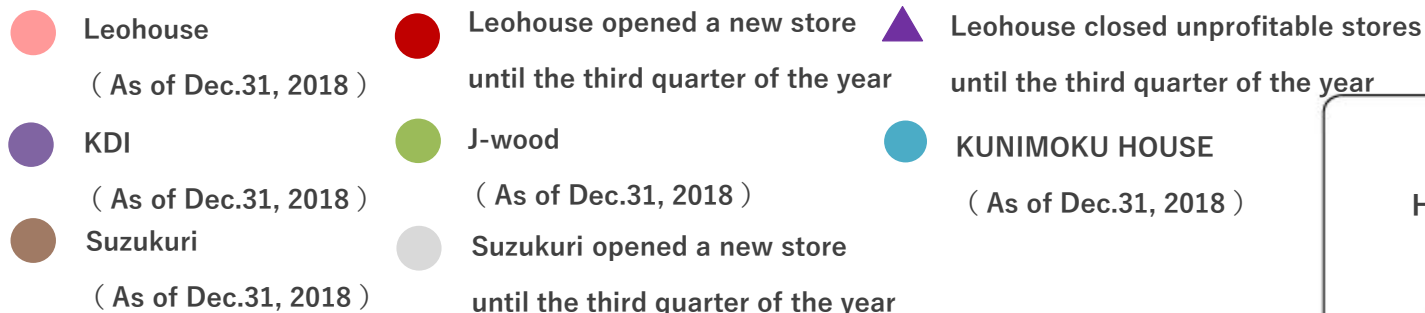 Leohouse
（ As of Dec.31, 2018 ）
Leohouse opened a new store
until the third quarter of the year
Leohouse closed unprofitable stores
until the third quarter of the year
KDI
（ As of Dec.31, 2018 ）
J-wood
（ As of Dec.31, 2018 ）
KUNIMOKU HOUSE
（ As of Dec.31, 2018 ）
Suzukuri
（ As of Dec.31, 2018 ）
Suzukuri opened a new store
until the third quarter of the year